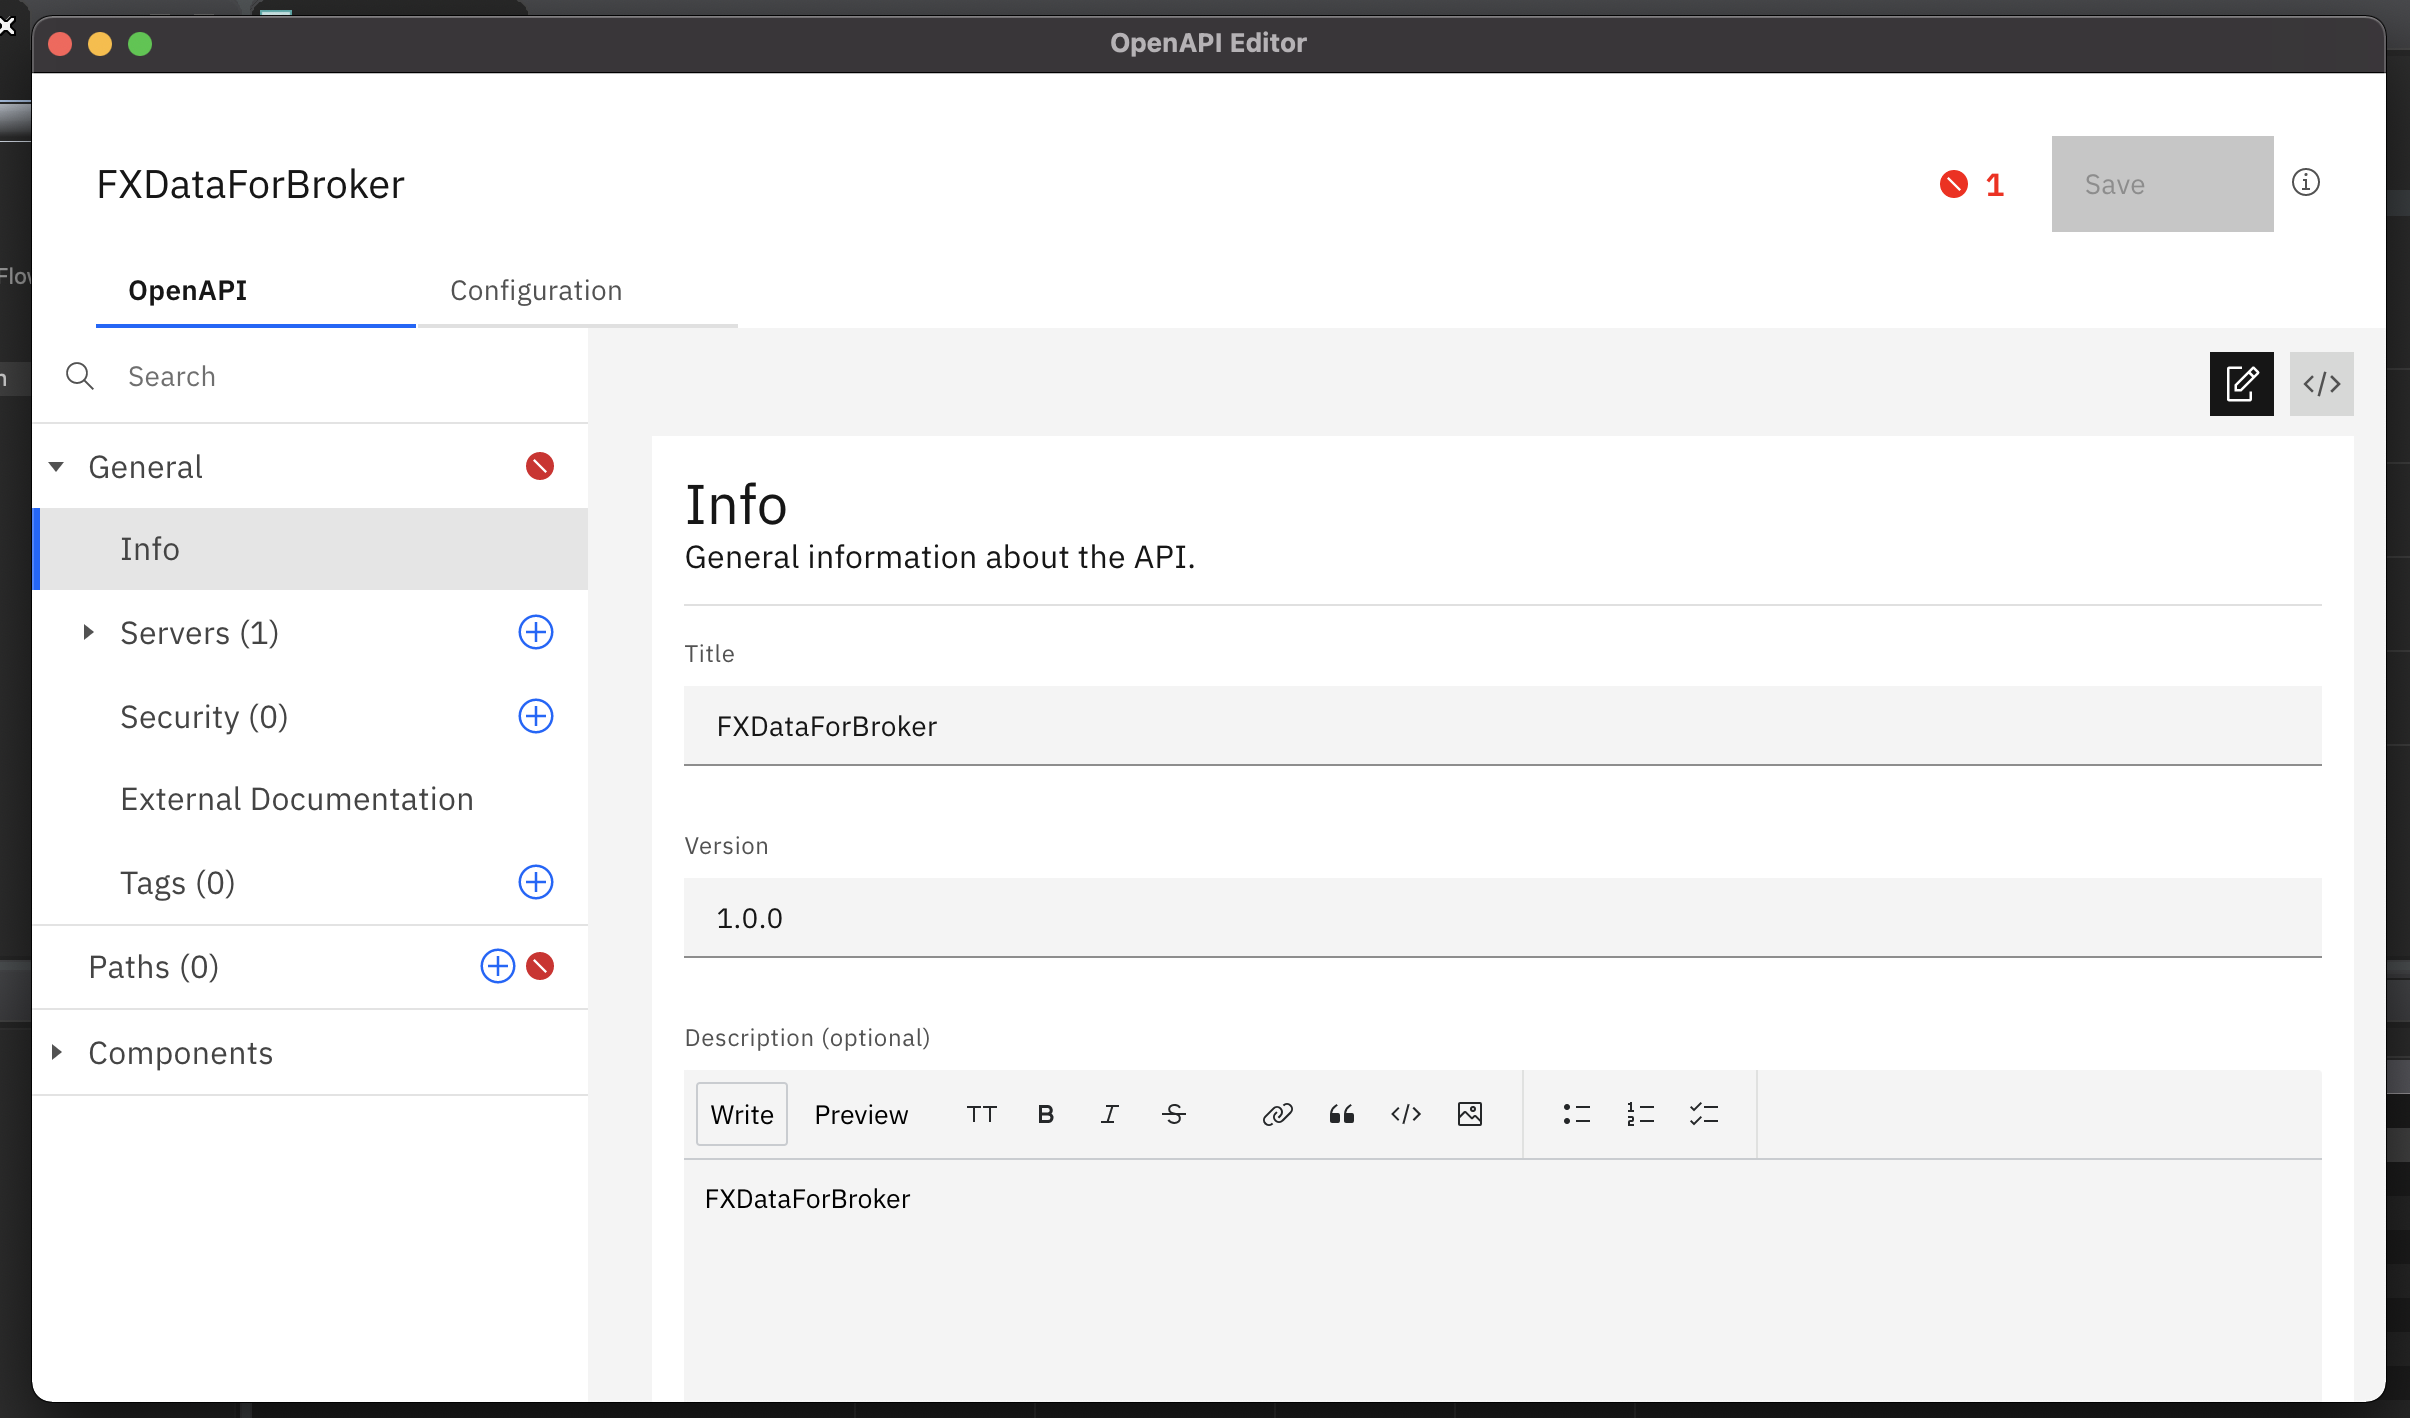 OpenAPI Editor
FXDataForBroker
1
Save
OpenAPI
Configuration
Search
General
Info
Servers (1)
Security (0)
External Documentation
Tags (0)
Paths (0)
Components
Info
General information about the API.
Title
FXDataForBroker
Version
1.0.0
Description (optional)
Write Preview
FXDataForBroker